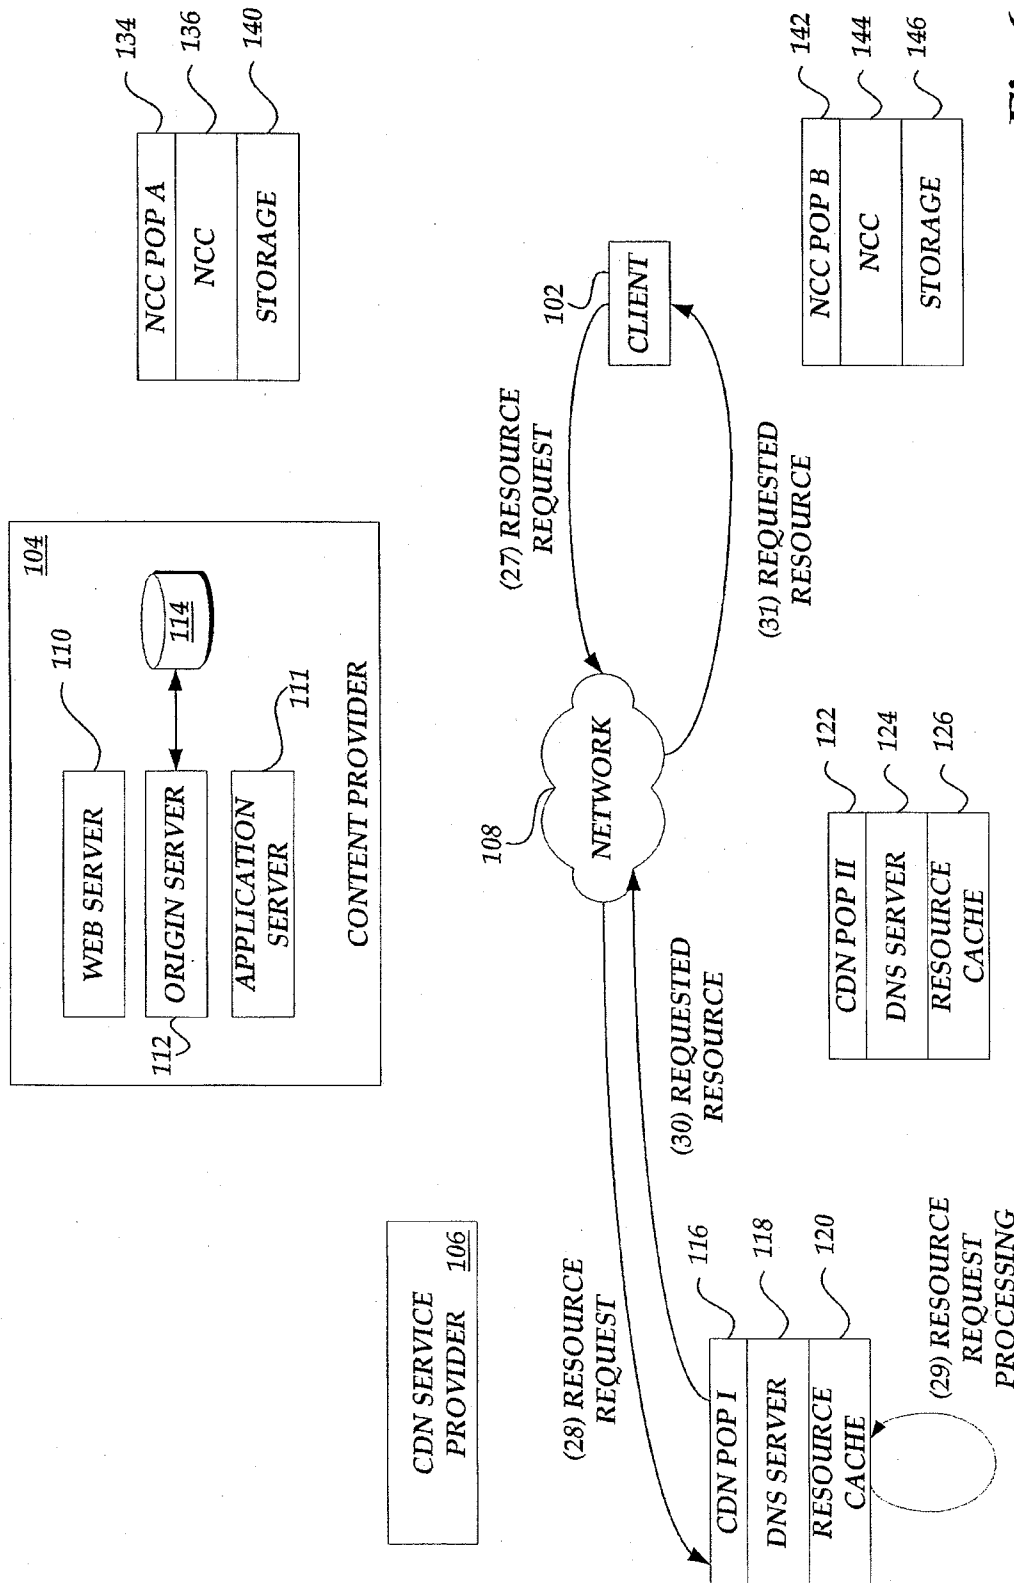 104
110
WEB SERVER
112
ORIGIN SERVER
114
APPLICATION
SERVER
111
CONTENT PROVIDER
NCC POP A
134
NCC
136
STORAGE
140
CDN SERVICE
PROVIDER
106
(27) RESOURCE
REQUEST
108
NETWORK
102
CLIENT
(28) RESOURCE
REQUEST
(30) REQUESTED
RESOURCE
(31) REQUESTED
RESOURCE
CDN POP I
116
DNS SERVER
118
RESOURCE
CACHE
120
(29) RESOURCE
REQUEST
PROCESSING
CDN POP II
122
DNS SERVER
124
RESOURCE
CACHE
126
NCC POP B
142
NCC
144
STORAGE
146